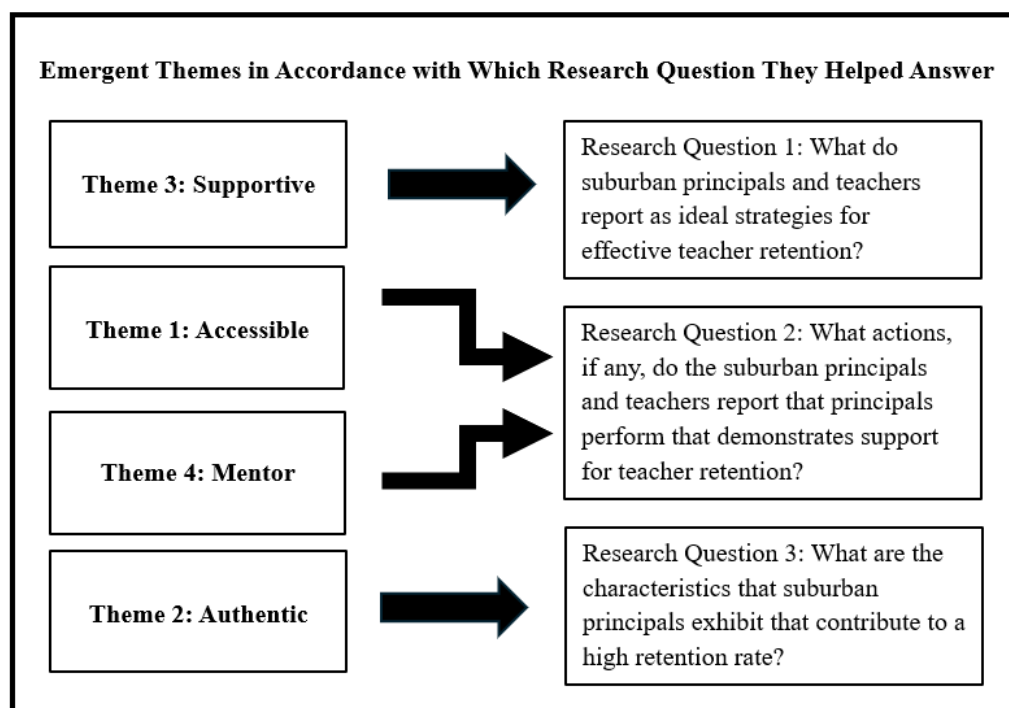 Emergent Themes in Accordance with Which Research Question They Helped Answer
Theme 3: Supportive
Research Question 1: What do
suburban principals and teachers
report as ideal strategies for
effective teacher retention?
Theme 1: Accessible
Research Question 2: What actions,
if any, do the suburban principals
and teachers report that principals
perform that demonstrates support
for teacher retention?
Theme 4: Mentor
Theme 2: Authentic
Research Question 3: What are the
characteristics that suburban
principals exhibit that contribute to a
high retention rate?